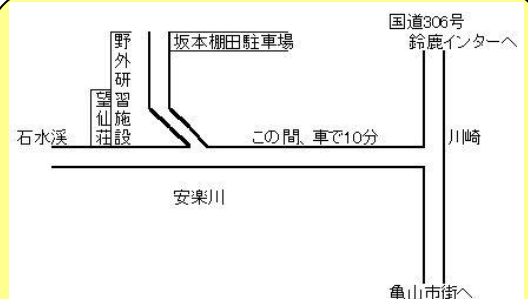 国道306号
鈴鹿インターへ
坂本棚田駐車場
野外研習施設
望仙荘
石水渓
この間、車で10分
川崎
安楽川
亀山市街へ